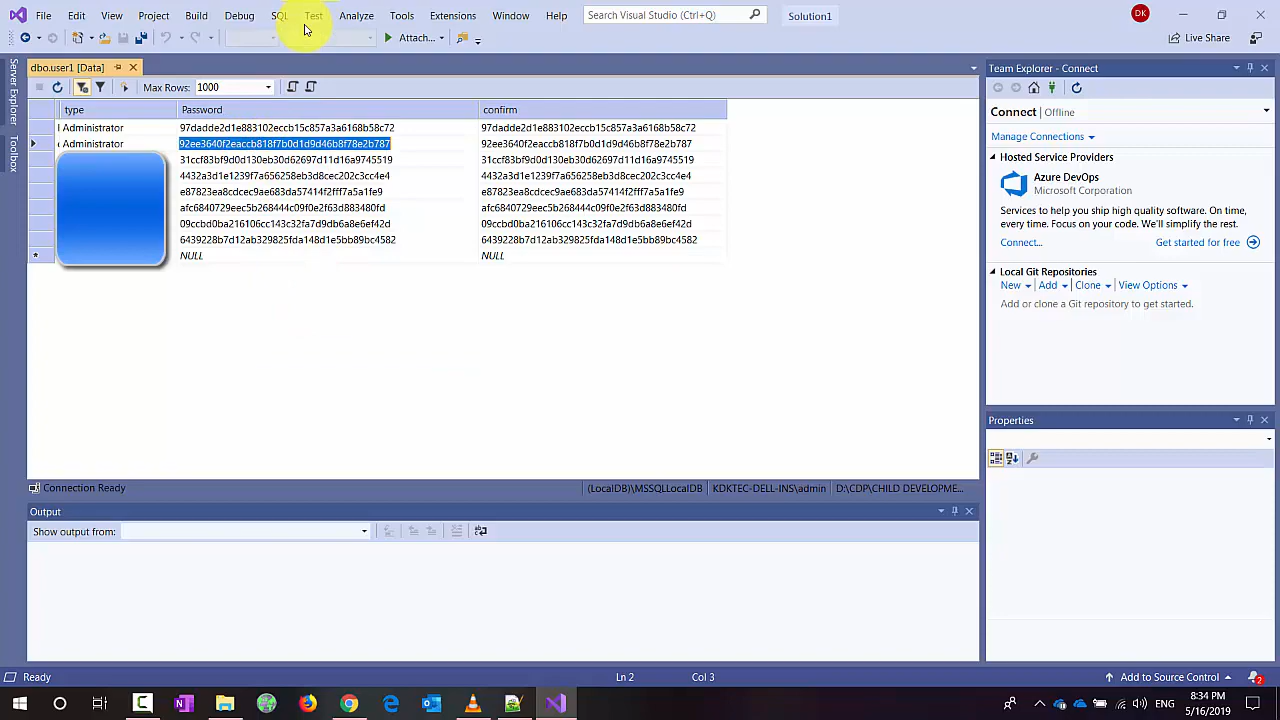 File Edit View Project Build Debug SQL Test Analyze Tools Extensions Window Help Search Visual Studio (Ctrl+Q) Solution1 DK
Attach... Live Share
Server Explorer
Toolbox
dbo.user1 [Data]
Max Rows: 1000
type Password confirm
Administrator 97dadde2d1e883102eccb15c857a3a6168b58c72 97dadde2d1e883102eccb15c857a3a6168b58c72
Administrator 92ee3640f2eaccb818f7b0d1d9d46b8f78e2b787 92ee3640f2eaccb818f7b0d1d9d46b8f78e2b787
31ccf83bf9d0d130eb30d62697d11d16a9745519 31ccf83bf9d0d130eb30d62697d11d16a9745519
4432a73d1e1239f7a656258eb3d8cec202c3cc4e4 4432a73d1e1239f7a656258eb3d8cec202c3cc4e4
e87823ea8cdcec9ae683da57414f2fff7a5a1fe9 e87823ea8cdcec9ae683da57414f2fff7a5a1fe9
afc6840729eec5b268444c09f0e2f63d883480fd afc6840729eec5b268444c09f0e2f63d883480fd
09ccbd0ba216106cc143c32fa7d9db6a8e6ef42d 09ccbd0ba216106cc143c32fa7d9db6a8e6ef42d
6439228b7d12ab329825fda148d1e5bb89bc4582 6439228b7d12ab329825fda148d1e5bb89bc4582
NULL NULL
Connection Ready (LocalDB)\MSSQLLocalDB KDKTEC-DELL-INS\admin D:\CDP\CHILD DEVELOPME...
Output
Show output from:
Team Explorer - Connect
Connect | Offline
Manage Connections
Hosted Service Providers
Azure DevOps
Microsoft Corporation
Services to help you ship high quality software. On time,
every time. Focus on your code. We'll simplify the rest.
Connect... Get started for free
Local Git Repositories
New Add Clone View Options
Add or clone a Git repository to get started.
Properties
Ready Ln 2 Col 3 Add to Source Control 2
ENG 8:34 PM
5/16/2019